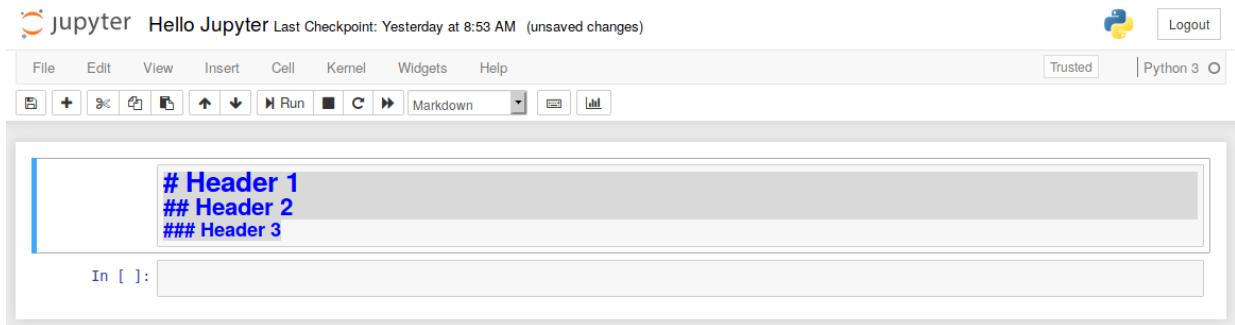 jupyter Hello Jupyter Last Checkpoint: Yesterday at 8:53 AM (unsaved changes) Logout
File Edit View Insert Cell Kernel Widgets Help Trusted Python 3
Run Markdown
# Header 1
## Header 2
### Header 3
In [ ]: